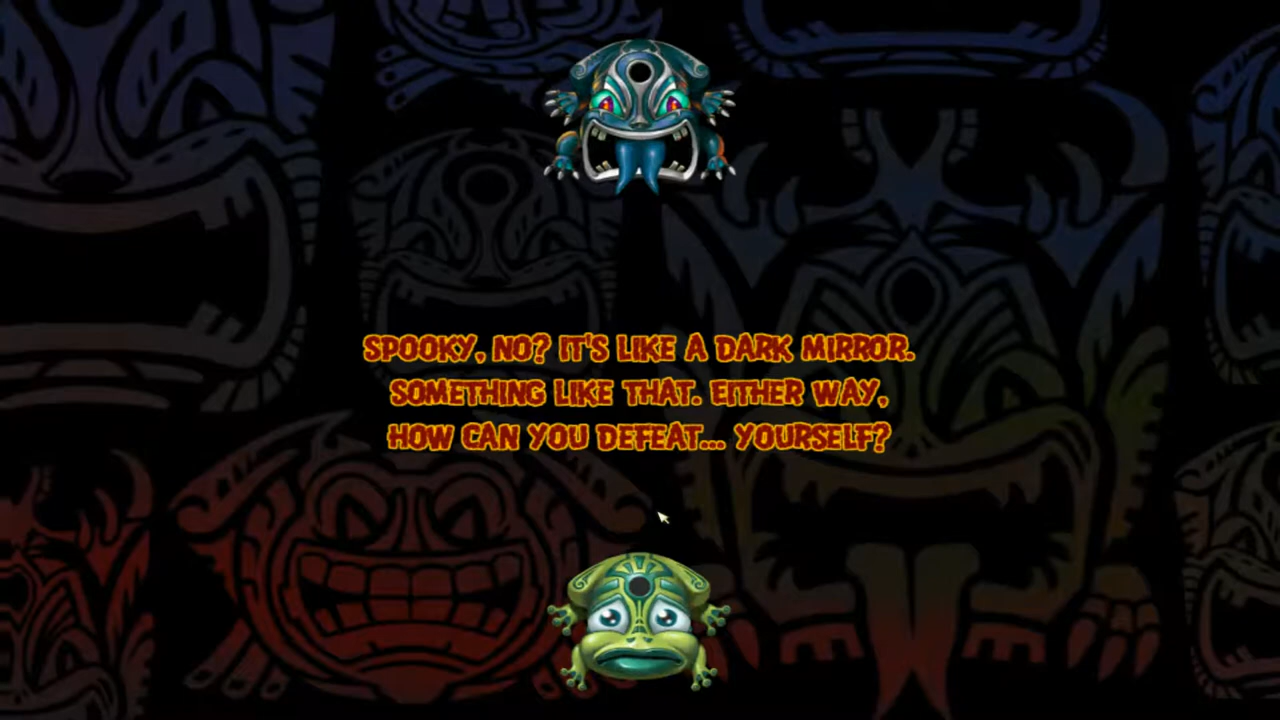 SPOOKY, NO? IT'S LIKE A DARK MIRROR.
SOMETHING LIKE THAT. EITHER WAY,
HOW CAN YOU DEFEAT... YOURSELF?